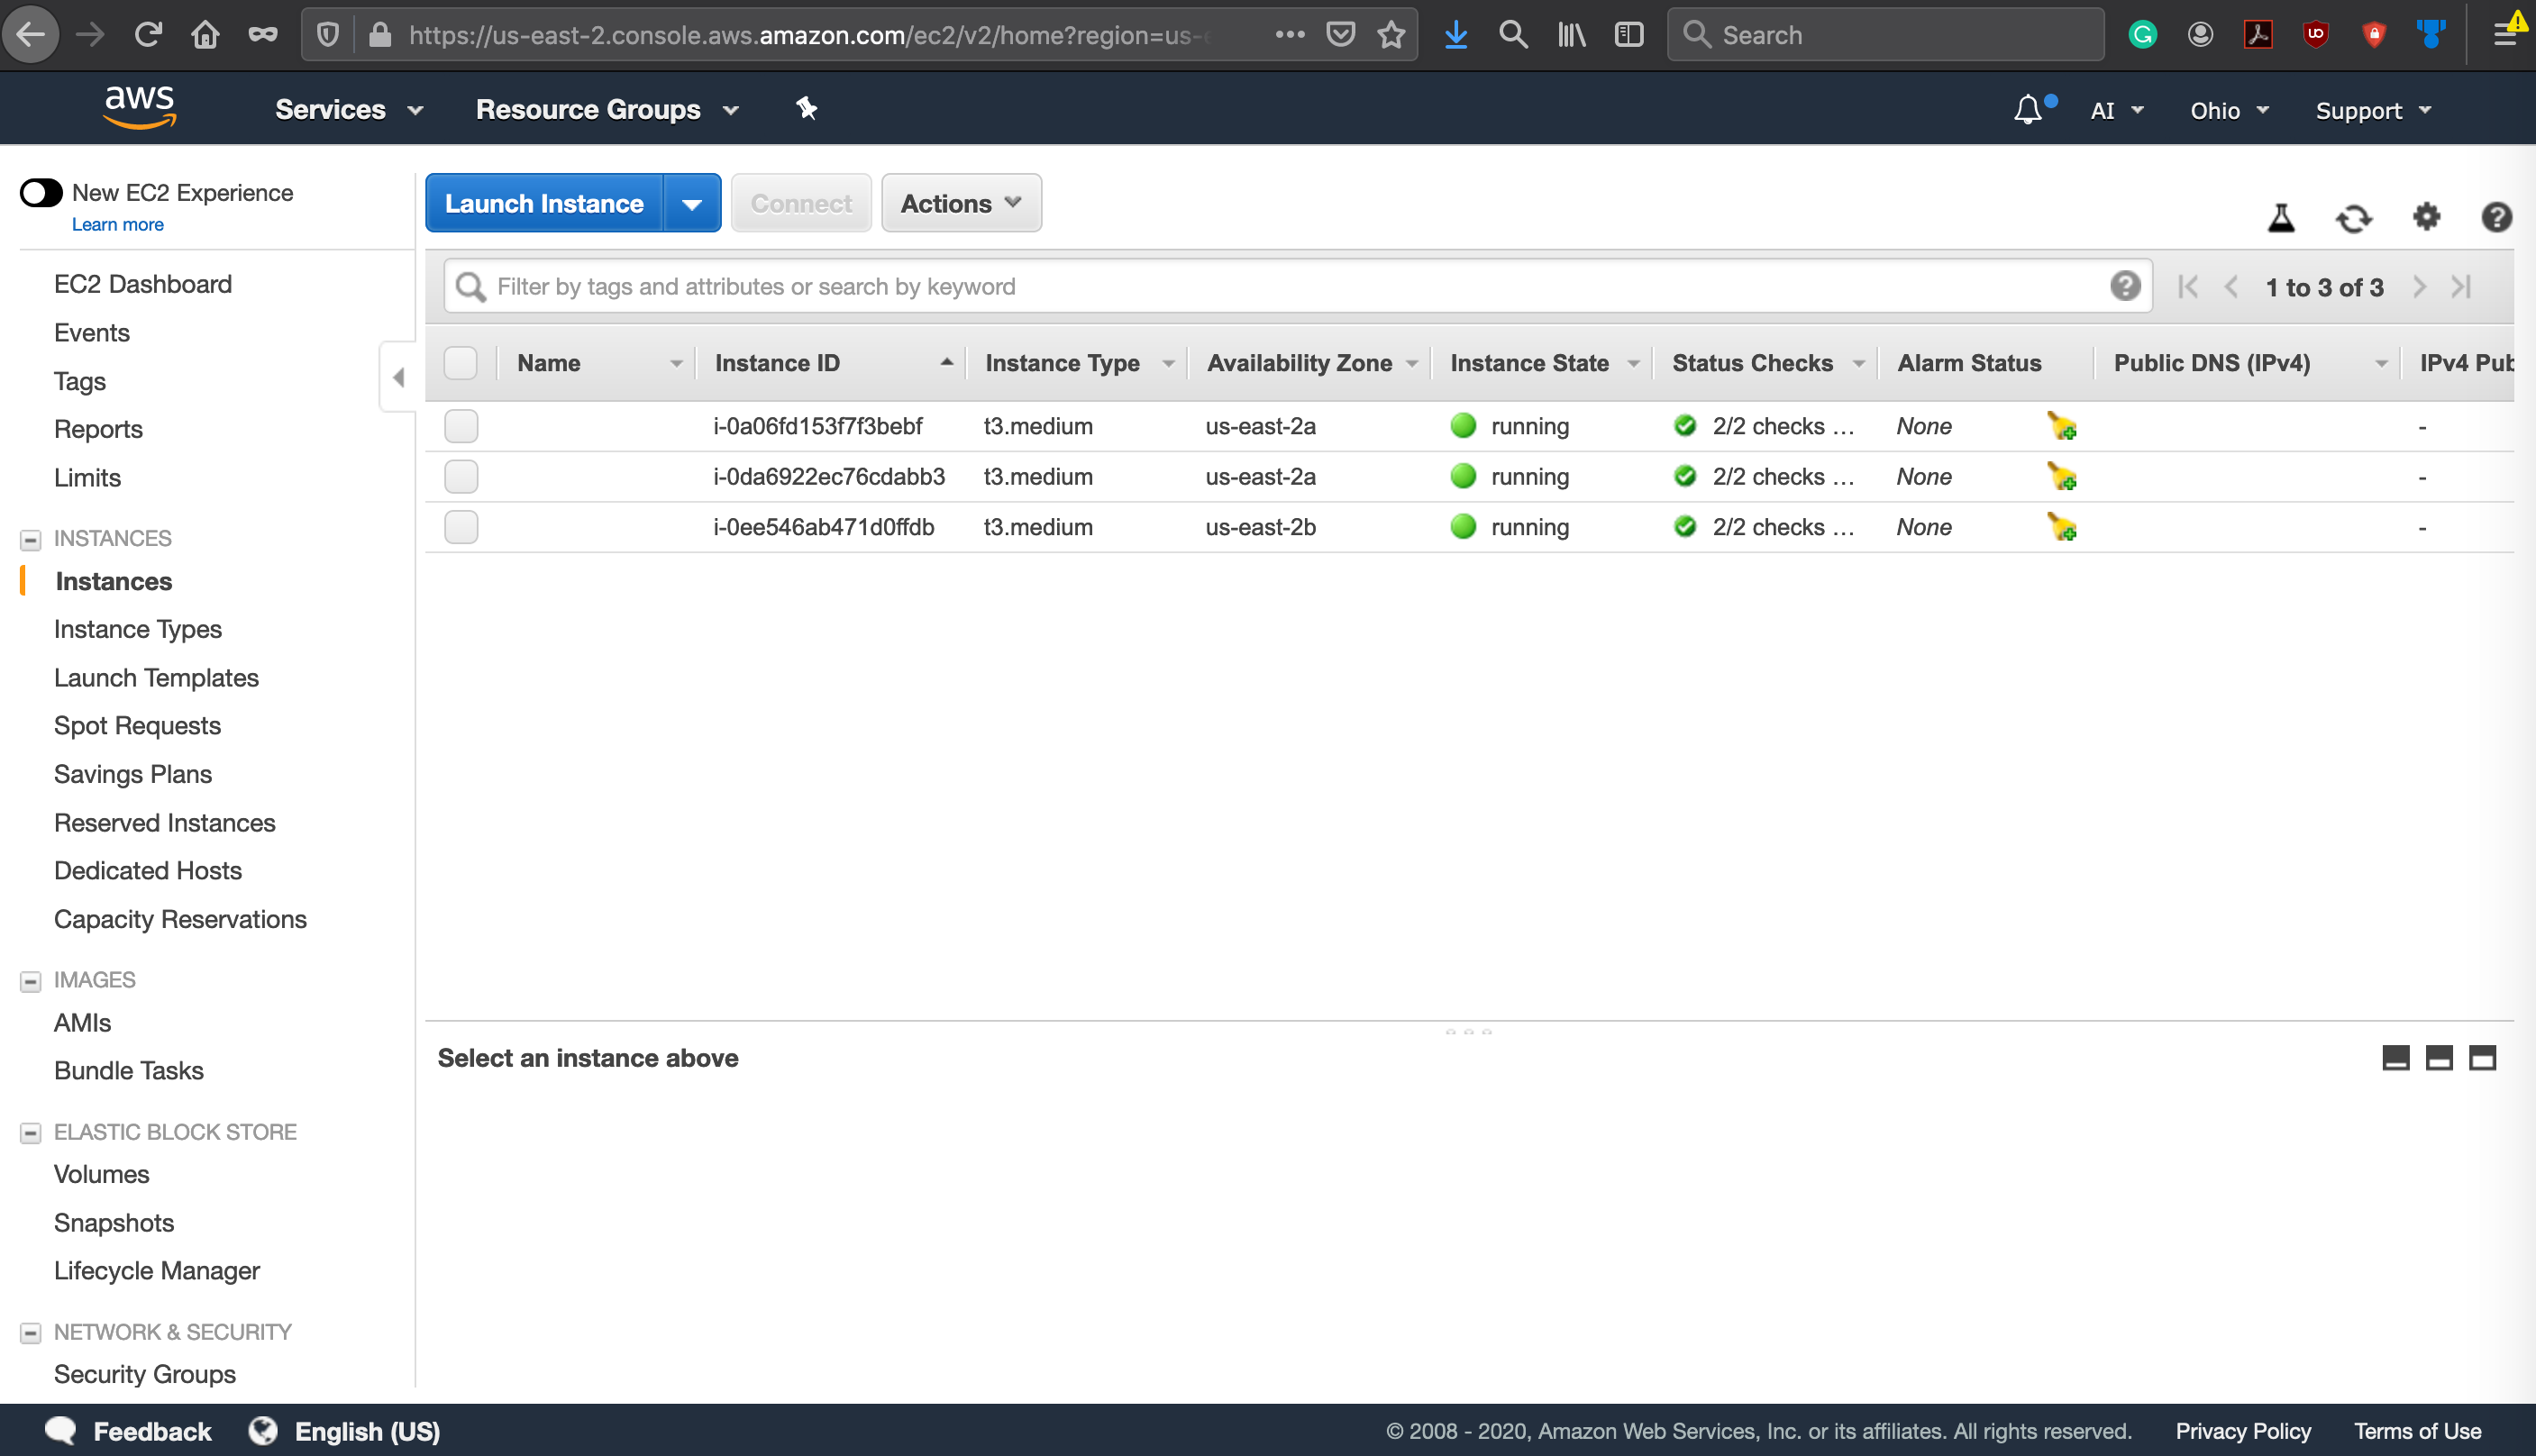 https://us-east-2.console.aws.amazon.com/ec2/v2/home?region=us-
Search
aws
Services
Resource Groups
AI
Ohio
Support
New EC2 Experience
Learn more
Launch Instance
Connect
Actions
EC2 Dashboard
Events
Tags
Reports
Limits
INSTANCES
Instances
Instance Types
Launch Templates
Spot Requests
Savings Plans
Reserved Instances
Dedicated Hosts
Capacity Reservations
IMAGES
AMIs
Bundle Tasks
ELASTIC BLOCK STORE
Volumes
Snapshots
Lifecycle Manager
NETWORK & SECURITY
Security Groups
Filter by tags and attributes or search by keyword
1 to 3 of 3
Name Instance ID Instance Type Availability Zone Instance State Status Checks Alarm Status Public DNS (IPv4) IPv4 Pub
i-0a06fd153f7f3bebf t3.medium us-east-2a running 2/2 checks … None -
i-0da6922ec76cdabb3 t3.medium us-east-2a running 2/2 checks … None -
i-0ee546ab471d0ffdb t3.medium us-east-2b running 2/2 checks … None -
Select an instance above
Feedback
English (US)
© 2008 - 2020, Amazon Web Services, Inc. or its affiliates. All rights reserved.
Privacy Policy
Terms of Use